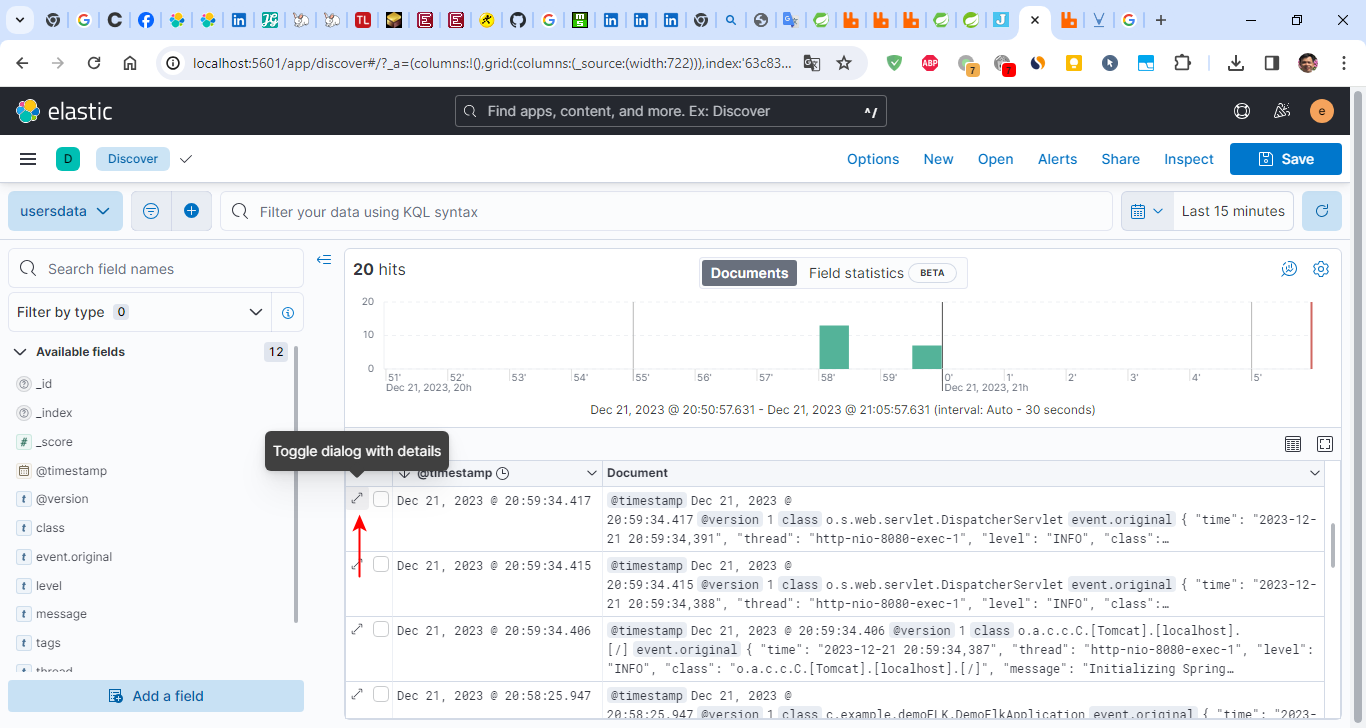 localhost:5601/app/discover#/?_a=(columns:!(),grid:(columns:(_source:(width:722))),index:'63c83...
ABP
7
7
elastic
Find apps, content, and more. Ex: Discover
^/
e
D
Discover
Options
New
Open
Alerts
Share
Inspect
Save
usersdata
Filter your data using KQL syntax
Last 15 minutes
Search field names
20 hits
Documents
Field statistics
BETA
Filter by type 0
Available fields
12
_id
_index
# _score
@timestamp
t @version
t class
t event.original
t level
t message
t tags
t thread
Add a field
20
10
0
51'
52'
53'
54'
55'
56'
57'
58'
59'
0'
1'
2'
3'
4'
5'
Dec 21, 2023, 20h
Dec 21, 2023, 21h
Dec 21, 2023 @ 20:50:57.631 - Dec 21, 2023 @ 21:05:57.631 (interval: Auto - 30 seconds)
Toggle dialog with details
@timestamp
Document
Dec 21, 2023 @ 20:59:34.417
@timestamp Dec 21, 2023 @
20:59:34.417 @version 1 class o.s.web.servlet.DispatcherServlet event.original { "time": "2023-12-
21 20:59:34,391", "thread": "http-nio-8080-exec-1", "level": "INFO", "class":…
Dec 21, 2023 @ 20:59:34.415
@timestamp Dec 21, 2023 @
20:59:34.415 @version 1 class o.s.web.servlet.DispatcherServlet event.original { "time": "2023-12-
21 20:59:34,388", "thread": "http-nio-8080-exec-1", "level": "INFO", "class":…
Dec 21, 2023 @ 20:59:34.406
@timestamp Dec 21, 2023 @ 20:59:34.406 @version 1 class o.a.c.c.C.[Tomcat].[localhost].
[/] event.original { "time": "2023-12-21 20:59:34,387", "thread": "http-nio-8080-exec-1", "level":
"INFO", "class": "o.a.c.c.C.[Tomcat].[localhost].[/]", "message": "Initializing Spring…
Dec 21, 2023 @ 20:58:25.947
@timestamp Dec 21, 2023 @
20:58:25.947 @version 1 class c.example.demoELK.DemoElkApplication event.original { "time": "2023-